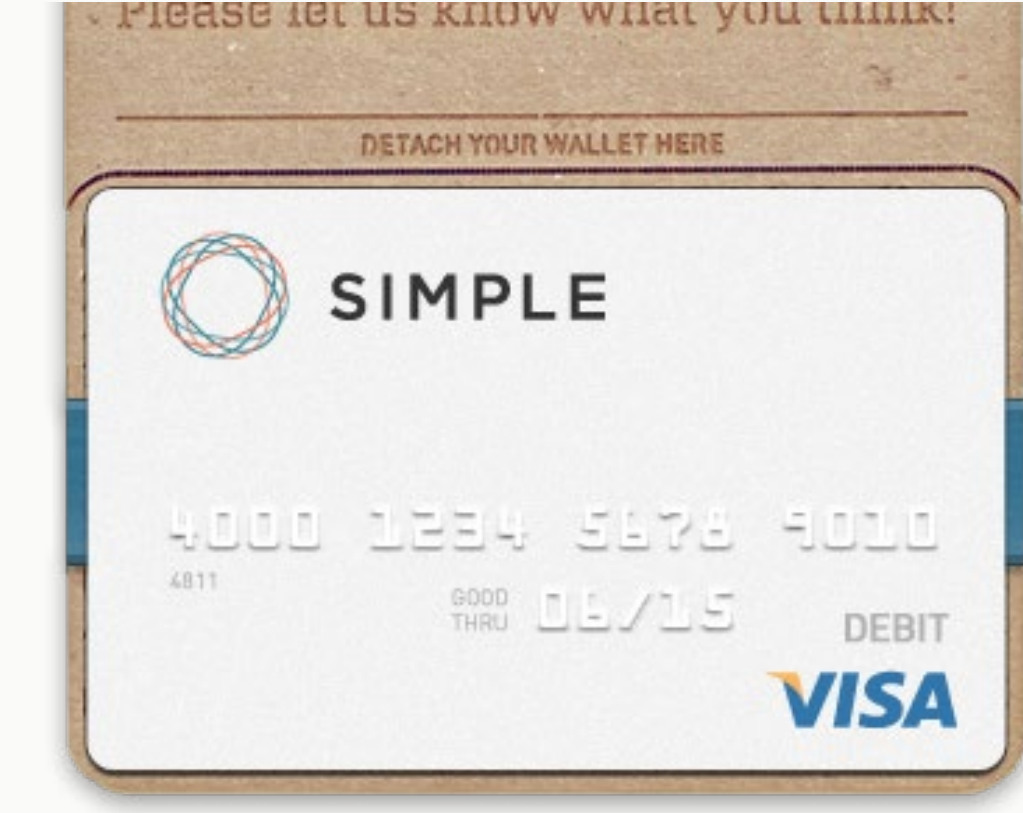 Please let us know what you think!
DETACH YOUR WALLET HERE
SIMPLE
4000 1234 5678 9010
4811
GOOD THRU 06/15
DEBIT
VISA